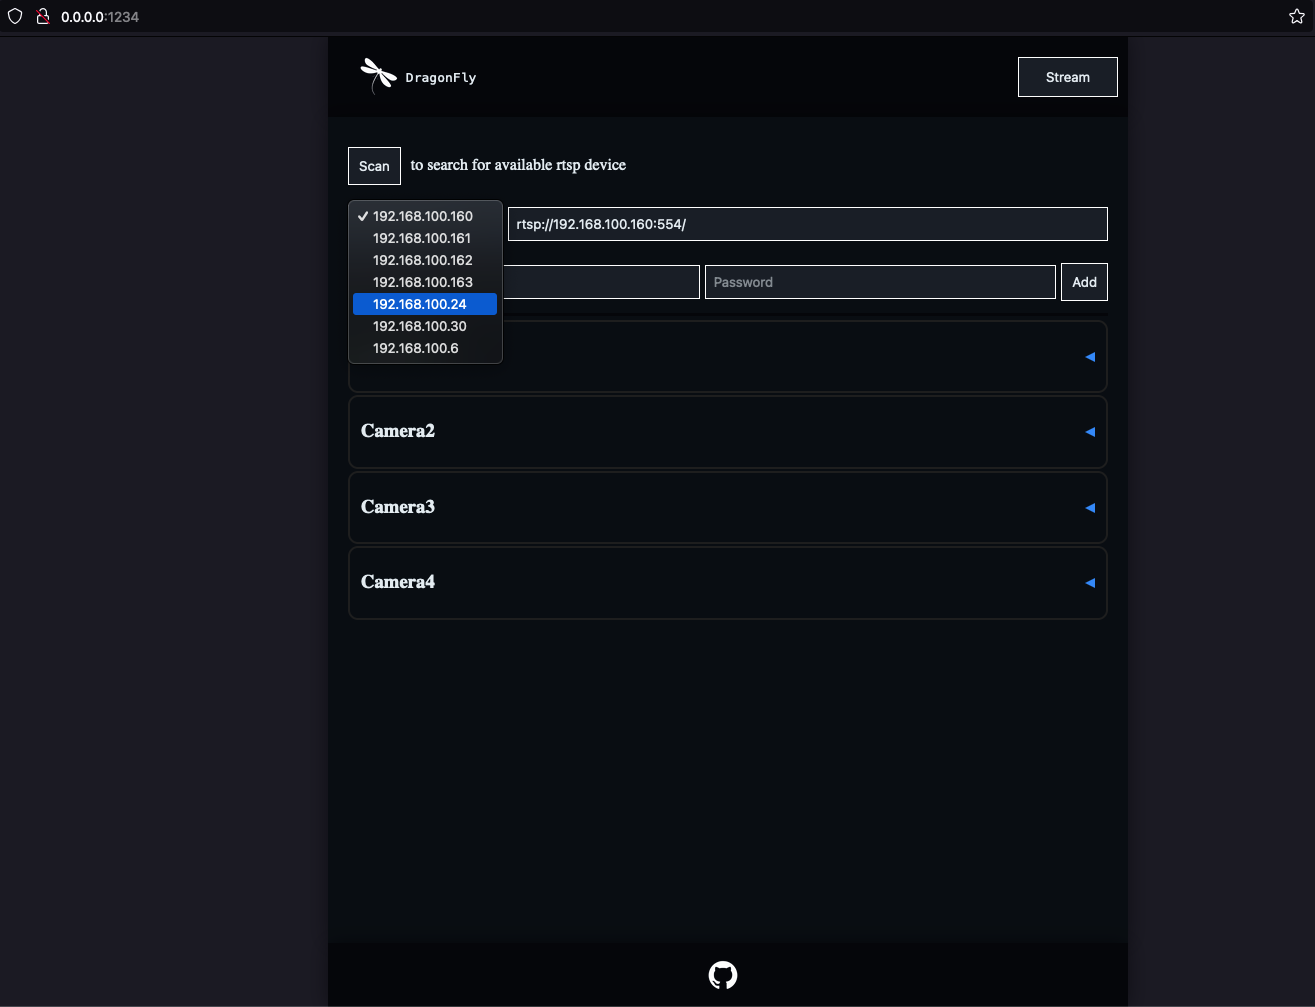 0.0.0.0:1234
DragonFly
Stream
Scan to search for available rtsp device
✓ 192.168.100.160
rtsp://192.168.100.160:554/
192.168.100.161
192.168.100.162
192.168.100.163
Password
Add
192.168.100.24
192.168.100.30
192.168.100.6
Camera2
Camera3
Camera4